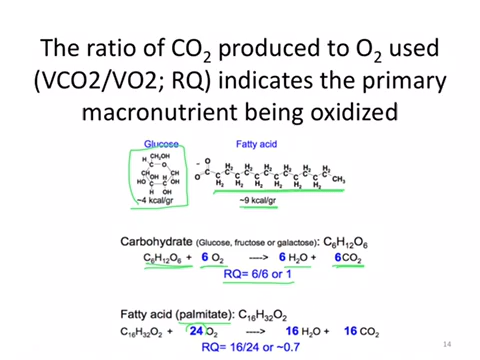 The ratio of CO₂ produced to O₂ used
(VCO2/VO2; RQ) indicates the primary
macronutrient being oxidized
Glucose
Fatty acid
~4 kcal/gr
~9 kcal/gr
Carbohydrate (Glucose, fructose or galactose): C₆H₁₂O₆
C₆H₁₂O₆ + 6 O₂ ----> 6 H₂O + 6CO₂
RQ= 6/6 or 1
Fatty acid (palmitate): C₁₆H₃₂O₂
C₁₆H₃₂O₂ + 24 O₂ ----> 16 H₂O + 16 CO₂
RQ= 16/24 or ~0.7
14